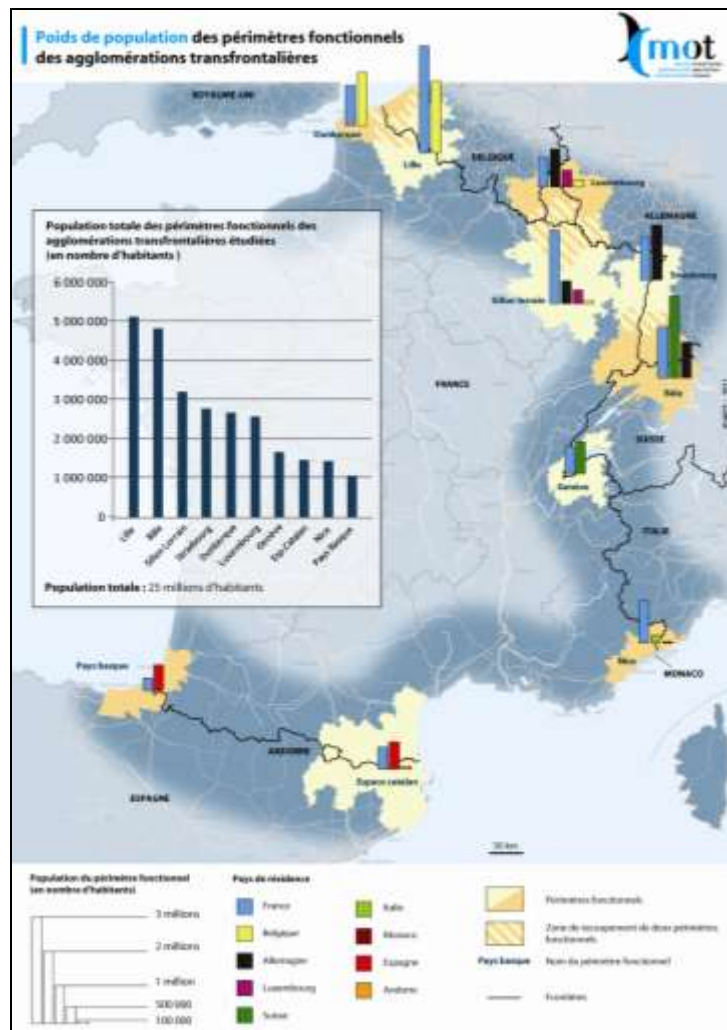 Poids de population des périmètres fonctionnels
des agglomérations transfrontalières
mot
ROYAUME-UNI
Dunkerque
Lille
BELGIQUE
Luxembourg
ALLEMAGNE
Strasbourg
Sillon lorrain
Population totale des périmètres fonctionnels des
agglomérations transfrontalières étudiées
(en nombre d'habitants )
6 000 000
5 000 000
4 000 000
3 000 000
2 000 000
1 000 000
0
Lille
Bâle
Sillon Lorrain
Strasbourg
Dunkerque
Luxembourg
Genève
Esp Catalan
Nice
Pays Basque
Population totale : 25 millions d'habitants
FRANCE
Bâle
SUISSE
Genève
ITALIE
Nice
MONACO
Pays basque
ANDORRE
Espace catalan
ESPAGNE
50 km
Population du périmètre fonctionnel
(en nombre d'habitants)
3 millions
2 millions
1 million
500 000
100 000
Pays de résidence
France
Belgique
Allemagne
Luxembourg
Suisse
Italie
Monaco
Espagne
Andorre
Périmètres fonctionnels
Zone de recoupement de deux périmètres
fonctionnels
Pays basque Nom du périmètre fonctionnel
Frontières